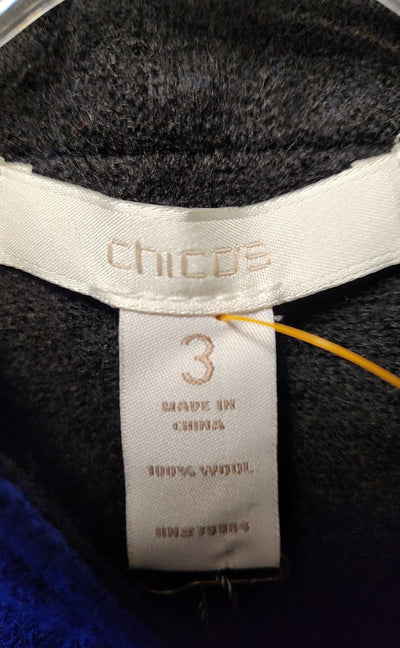 chico's
3
MADE IN
CHINA
100% WOOL
RN#79984